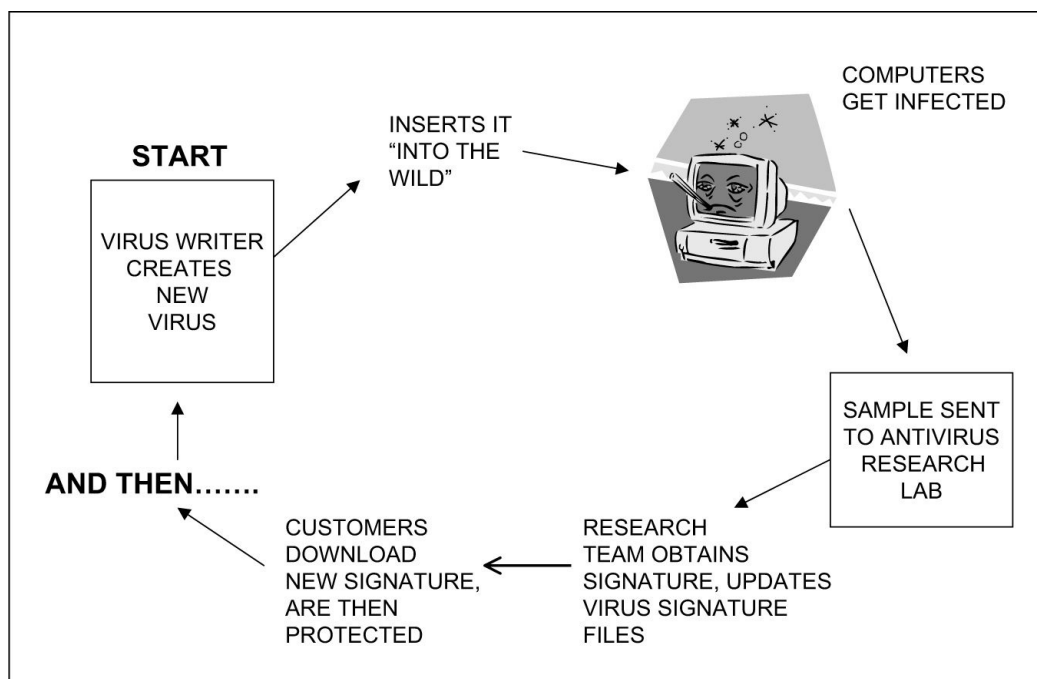 START
VIRUS WRITER
CREATES
NEW
VIRUS
INSERTS IT
“INTO THE
WILD”
COMPUTERS
GET INFECTED
SAMPLE SENT
TO ANTIVIRUS
RESEARCH
LAB
RESEARCH
TEAM OBTAINS
SIGNATURE, UPDATES
VIRUS SIGNATURE
FILES
CUSTOMERS
DOWNLOAD
NEW SIGNATURE,
ARE THEN
PROTECTED
AND THEN…….